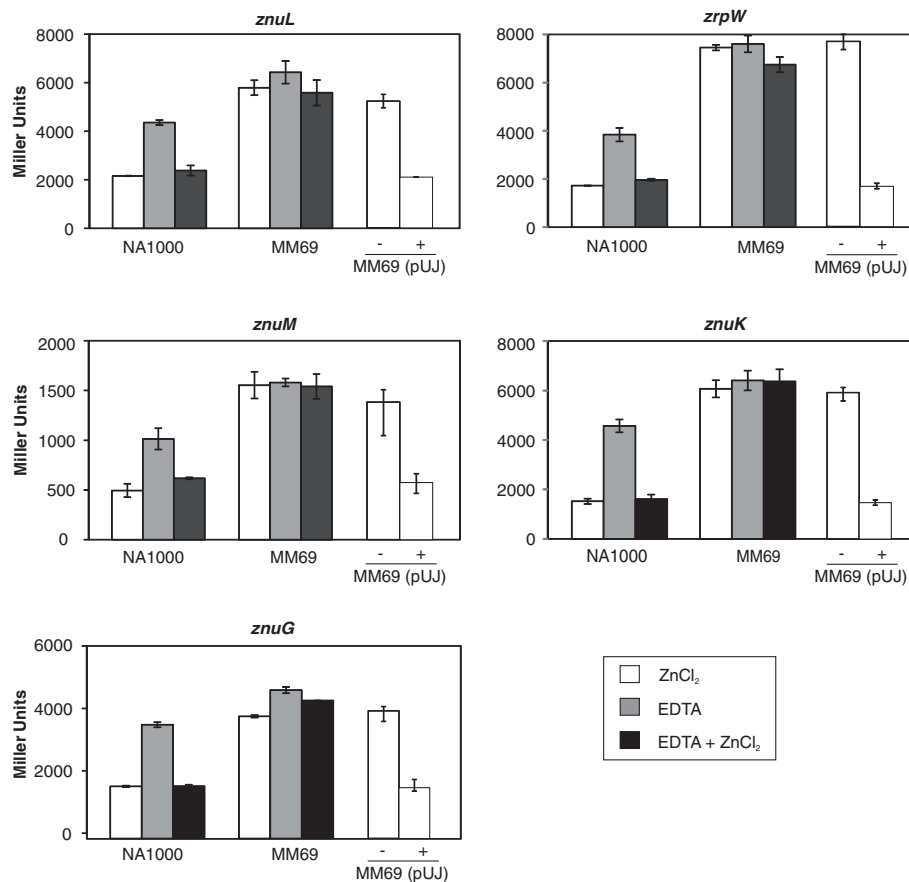 znuL
8000
6000
4000
2000
0
Miller Units
NA1000
MM69
- +
MM69 (pUJ)
zrpW
8000
6000
4000
2000
0
NA1000
MM69
- +
MM69 (pUJ)
znuM
2000
1500
1000
500
0
Miller Units
NA1000
MM69
- +
MM69 (pUJ)
znuK
8000
6000
4000
2000
0
NA1000
MM69
- +
MM69 (pUJ)
znuG
6000
4000
2000
0
Miller Units
NA1000
MM69
- +
MM69 (pUJ)
ZnCl₂
EDTA
EDTA + ZnCl₂